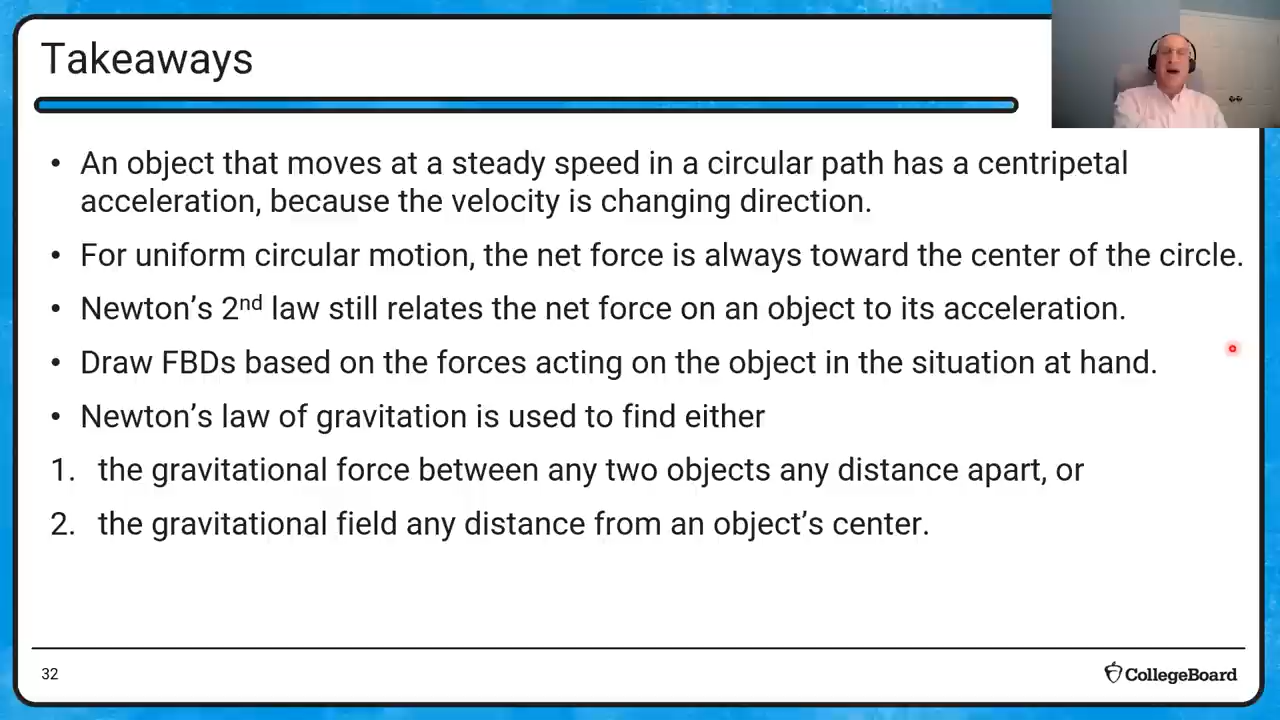 Takeaways
• An object that moves at a steady speed in a circular path has a centripetal
acceleration, because the velocity is changing direction.
• For uniform circular motion, the net force is always toward the center of the circle.
• Newton’s 2nd law still relates the net force on an object to its acceleration.
• Draw FBDs based on the forces acting on the object in the situation at hand.
• Newton’s law of gravitation is used to find either
1. the gravitational force between any two objects any distance apart, or
2. the gravitational field any distance from an object’s center.
32
CollegeBoard